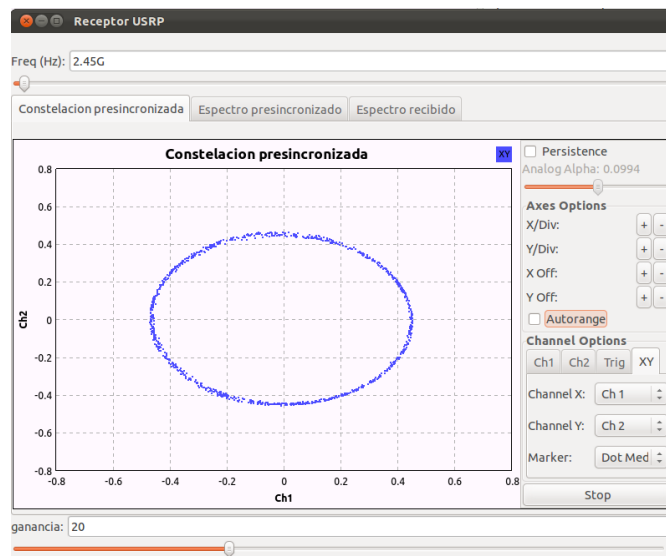 Receptor USRP
Freq (Hz): 2.45G
Constelacion presincronizada
Espectro presincronizado
Espectro recibido
Constelacion presincronizada
XY
0.8
0.6
0.4
0.2
0
-0.2
-0.4
-0.6
-0.8
Ch2
-0.8 -0.6 -0.4 -0.2 0 0.2 0.4 0.6 0.8
Ch1
Persistence
Analog Alpha: 0.0994
Axes Options
X/Div: + -
Y/Div: + -
X Off: + -
Y Off: + -
Autorange
Channel Options
Ch1 Ch2 Trig XY
Channel X: Ch 1
Channel Y: Ch 2
Marker: Dot Med
Stop
ganancia: 20